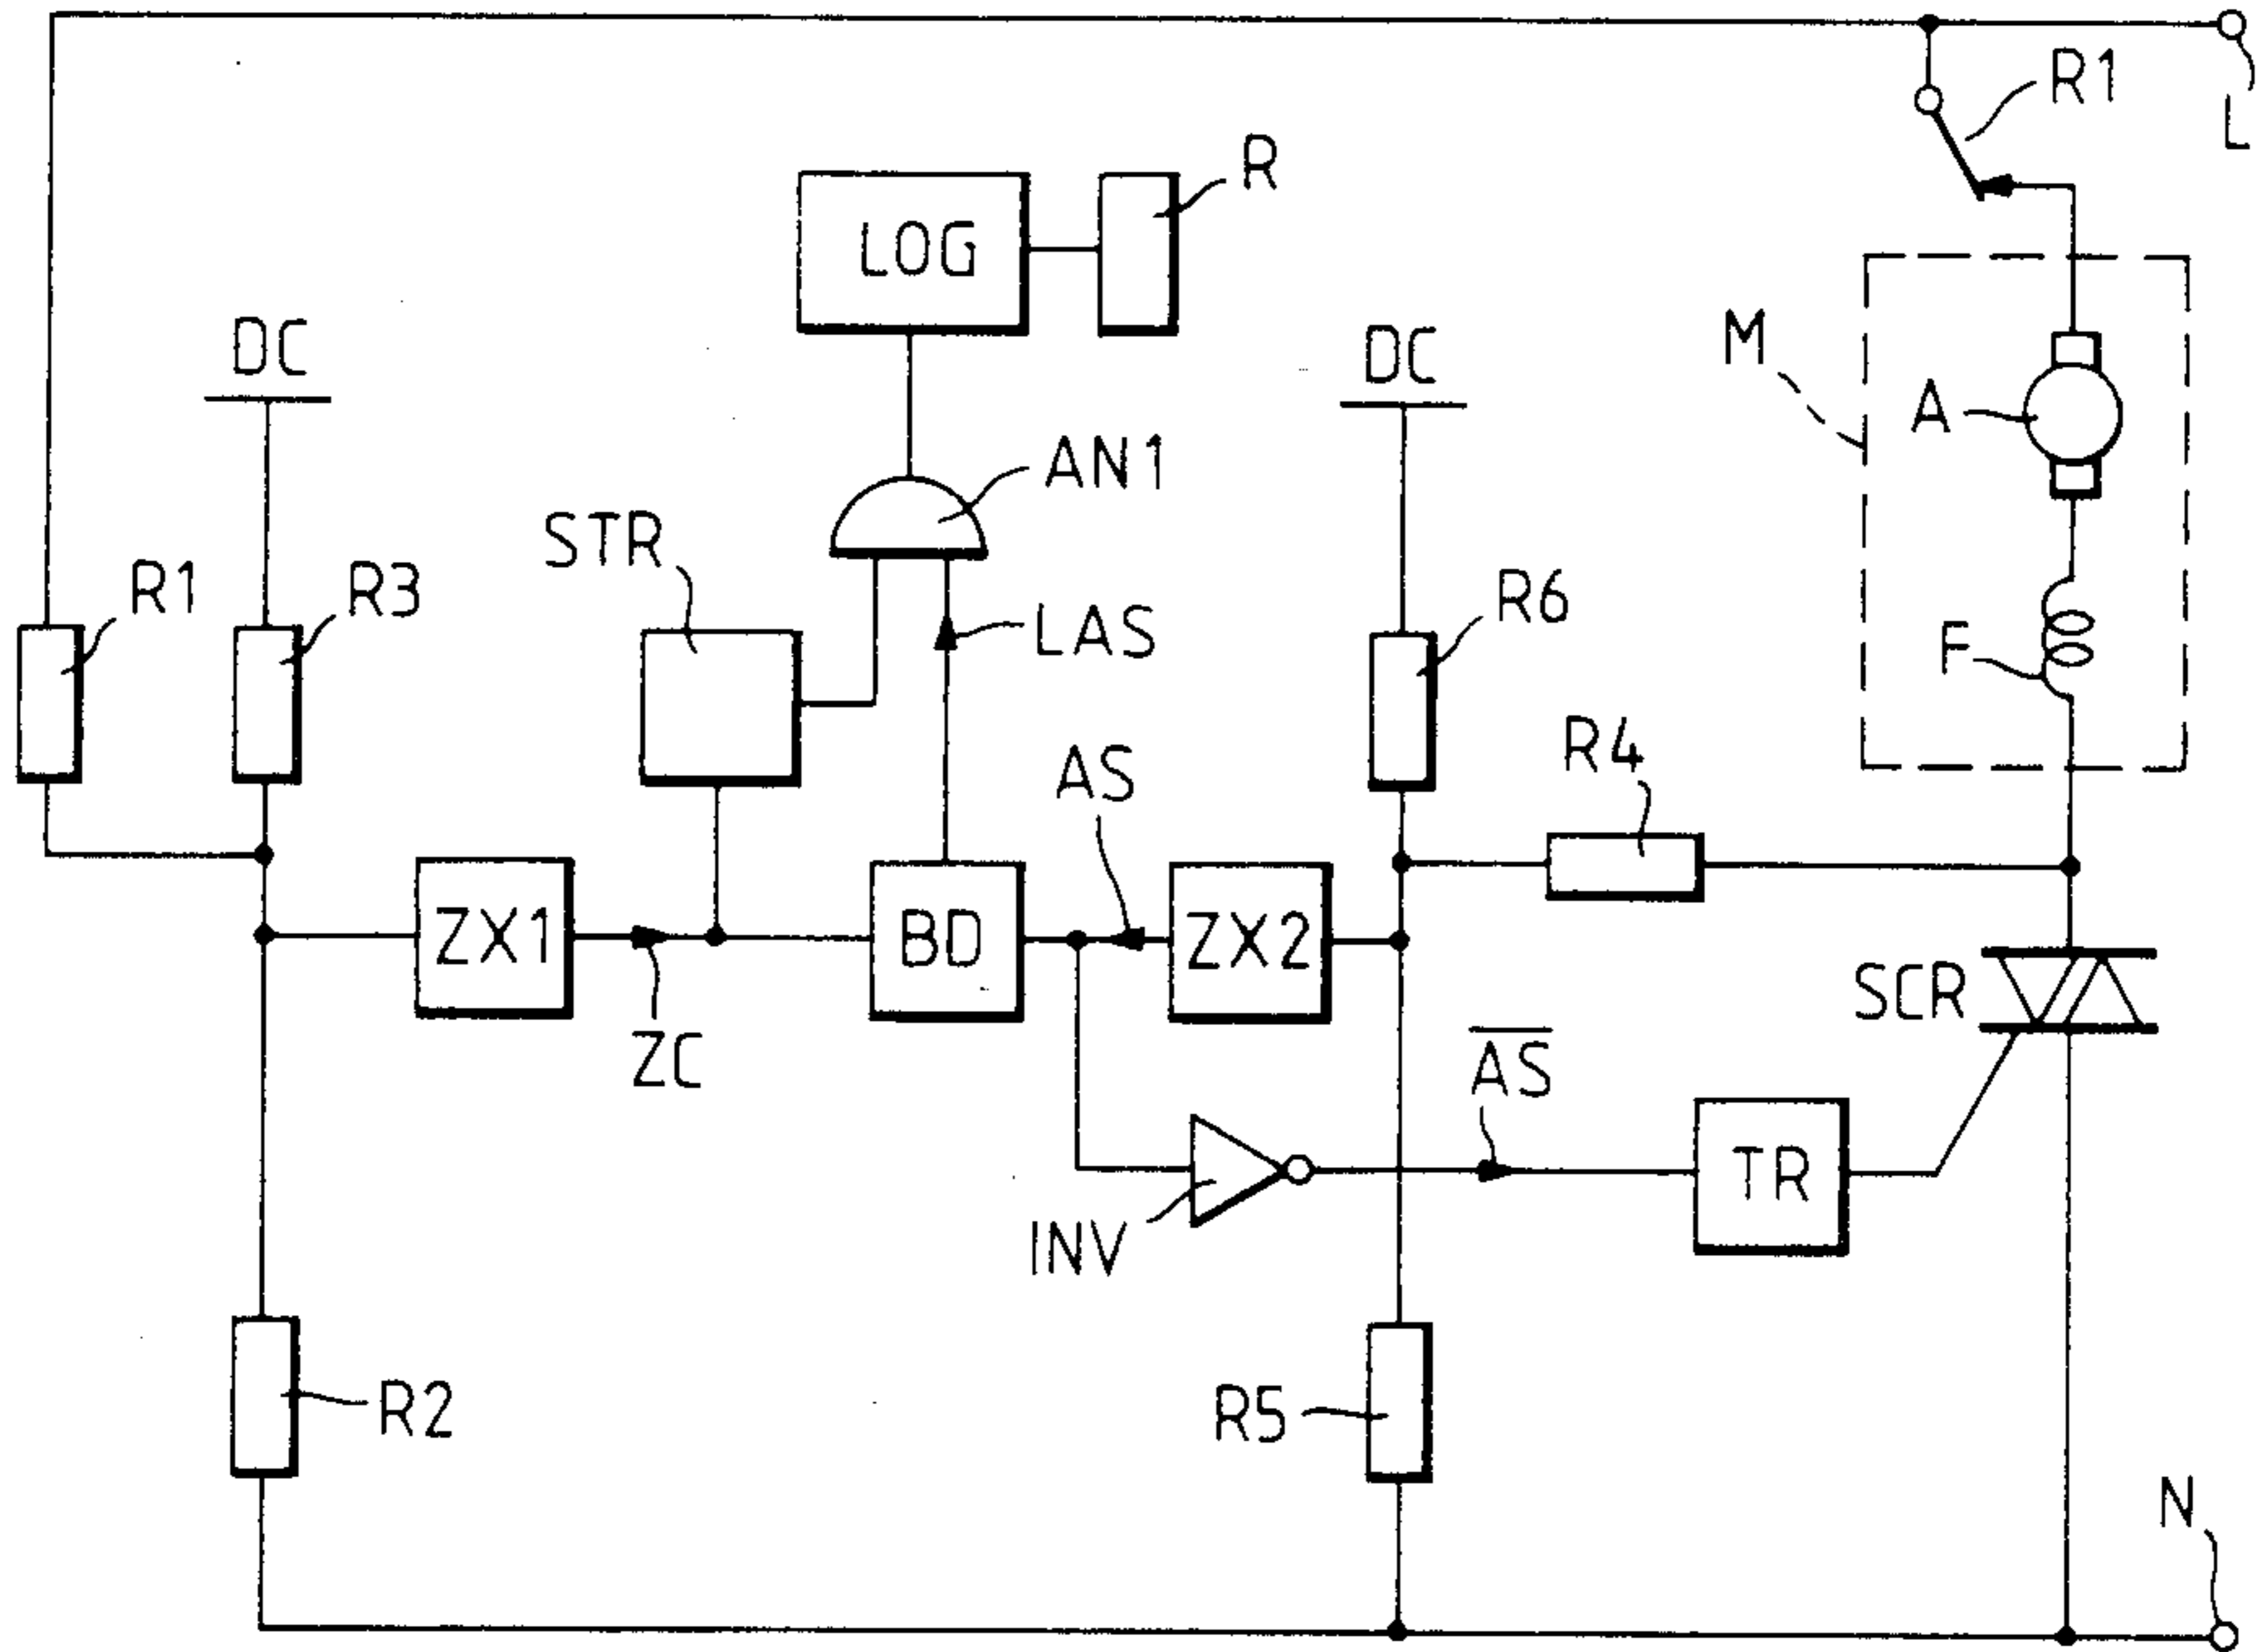 R1
L
R
LOG
DC
DC
M
A
AN1
STR
R1
R3
R6
LAS
F
R4
AS
ZX1
BD
ZX2
SCR
ZC
A̅S̅
TR
INV
R2
R5
N